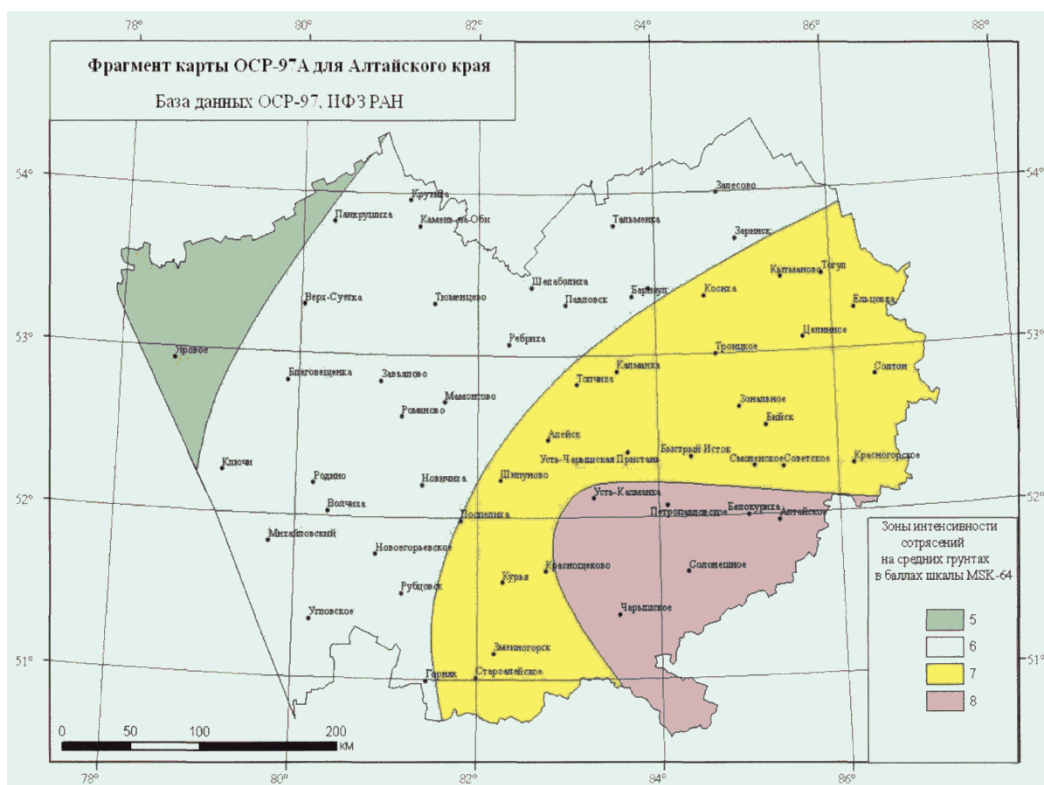 78°
80°
82°
84°
86°
88°
Фрагмент карты ОСР-97А для Алтайского края
База данных ОСР-97, ИФЗ РАН
54°
54°
Крутиха
Панкрушиха
Камень-на-Оби
Залесово
Тальменка
Заринск
Тогул
Кытманово
Шелаболиха
Барнаул
Косиха
Верх-Суетка
Тюменцево
Павловск
Ельцовка
Целинное
53°
53°
Яровое
Ребриха
Троицкое
Калманка
Солтон
Благовещенка
Завьялово
Топчиха
Мамонтово
Романово
Зональное
Бийск
Алейск
Ключи
Усть-Чарышская Пристань
Быстрый Исток
Смоленское
Советское
Красногорское
Родино
Новичиха
Шипуново
52°
52°
Усть-Калманка
Волчиха
Поспелиха
Петропавловское
Белокуриха
Алтайское
Михайловский
Новоегорьевское
Краснощеково
Солонешное
Рубцовск
Курья
Угловское
Чарышское
Змеиногорск
51°
51°
Горняк
Староалейское
Зоны интенсивности
сотрясений
на средних грунтах
в баллах шкалы MSK-64
5
6
7
8
0
50
100
200
км
78°
80°
82°
84°
86°